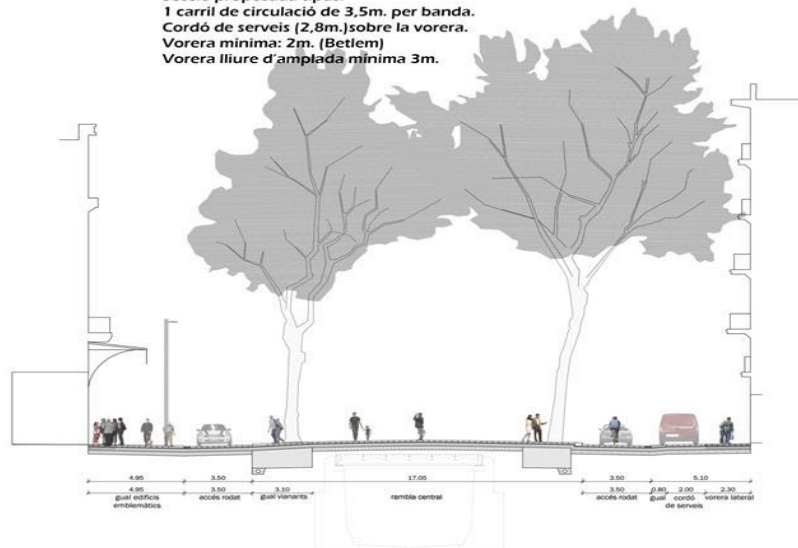 1 carril de circulació de 3,5m. per banda.
Cordó de serveis (2,8m.)sobre la vorera.
Vorera mínima: 2m. (Betlem)
Vorera lliure d'amplada mínima 3m.
4.95 3.50 17.05 3.50 5.10
4.95 3.50 3.10 3.50 0.80 2.00 2.30
gual edificis emblemàtics
accés rodat
gual vianants
rambla central
accés rodat
gual
cordó de serveis
vorera lateral